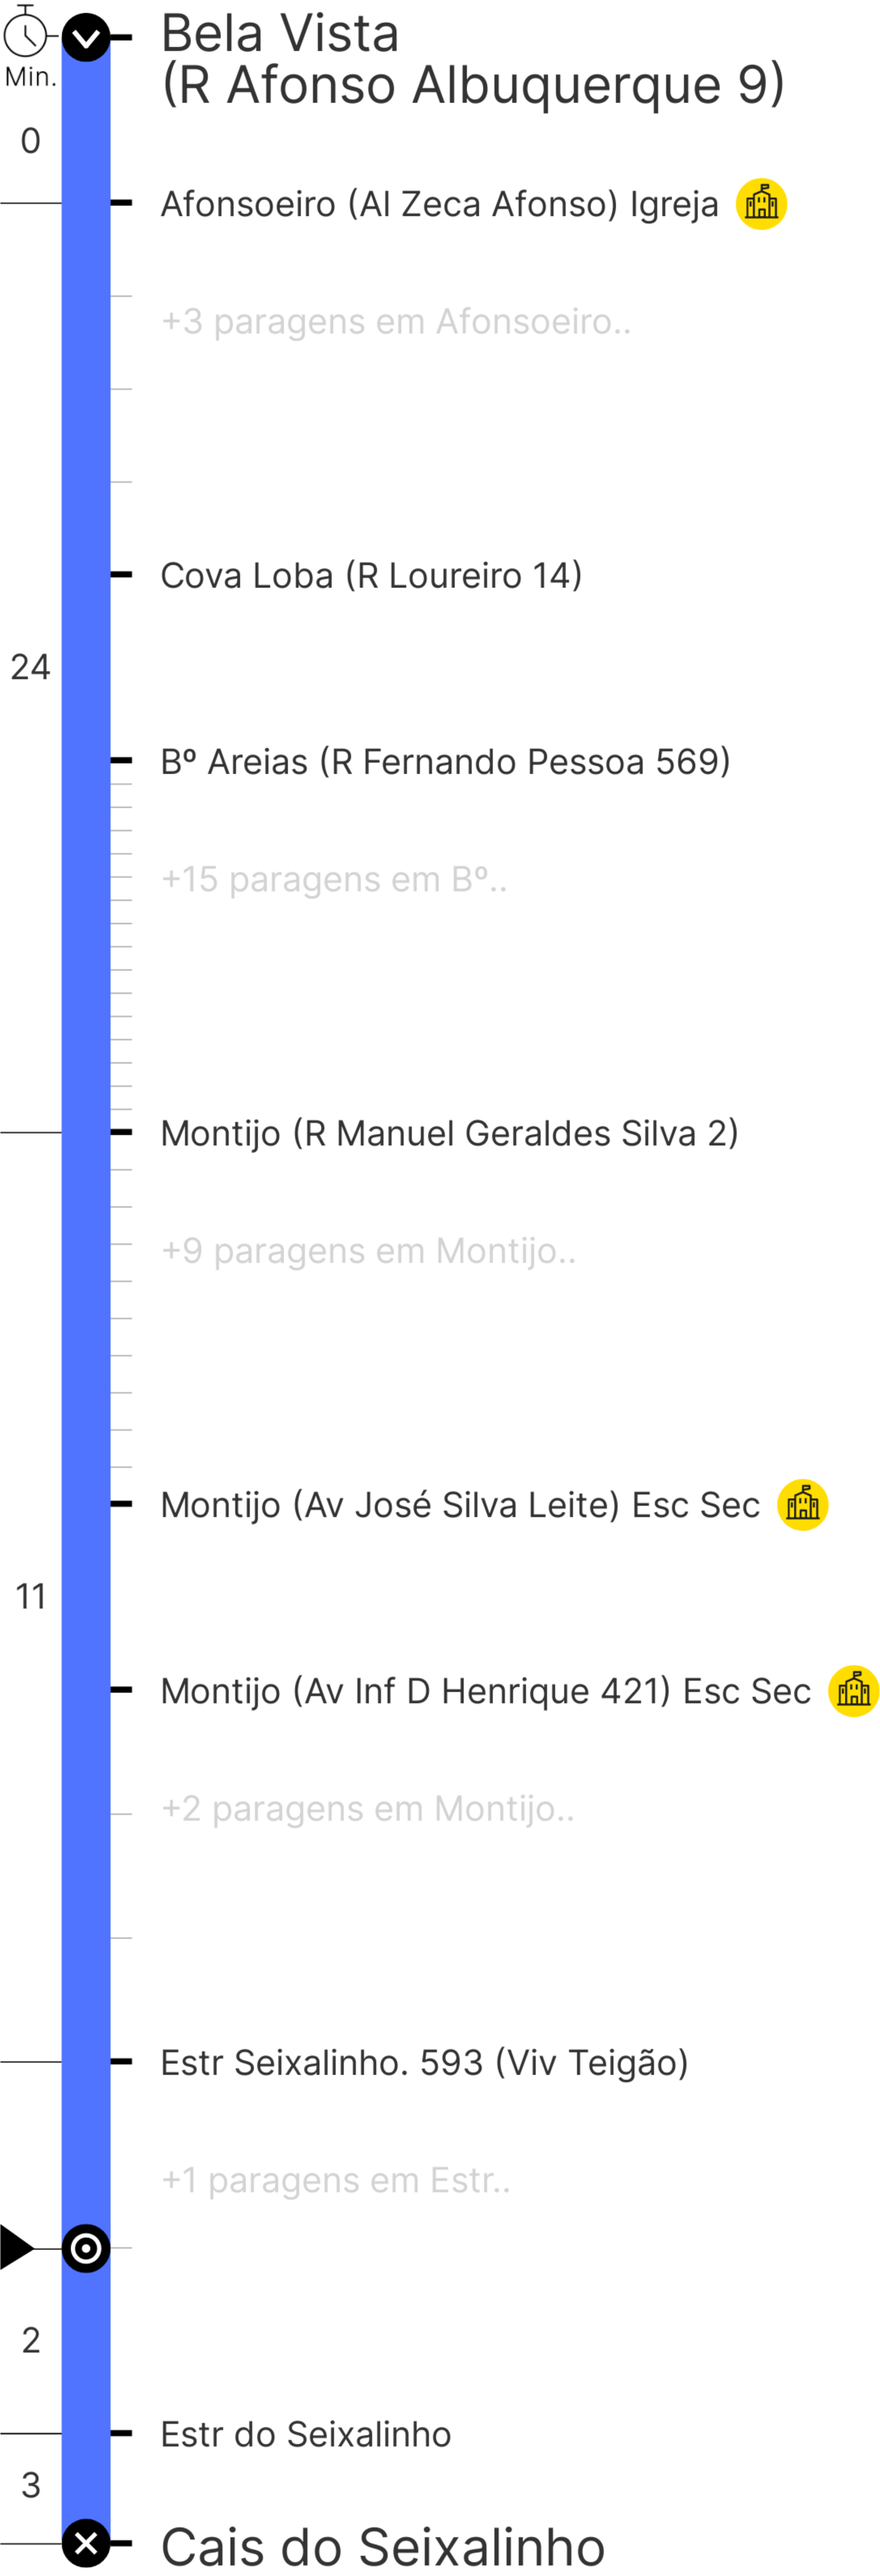 Bela Vista
(R Afonso Albuquerque 9)
Min.
0
Afonsoeiro (Al Zeca Afonso) Igreja
+3 paragens em Afonsoeiro..
Cova Loba (R Loureiro 14)
24
Bº Areias (R Fernando Pessoa 569)
+15 paragens em Bº..
Montijo (R Manuel Geraldes Silva 2)
+9 paragens em Montijo..
Montijo (Av José Silva Leite) Esc Sec
11
Montijo (Av Inf D Henrique 421) Esc Sec
+2 paragens em Montijo..
Estr Seixalinho. 593 (Viv Teigão)
+1 paragens em Estr..
2
Estr do Seixalinho
3
Cais do Seixalinho